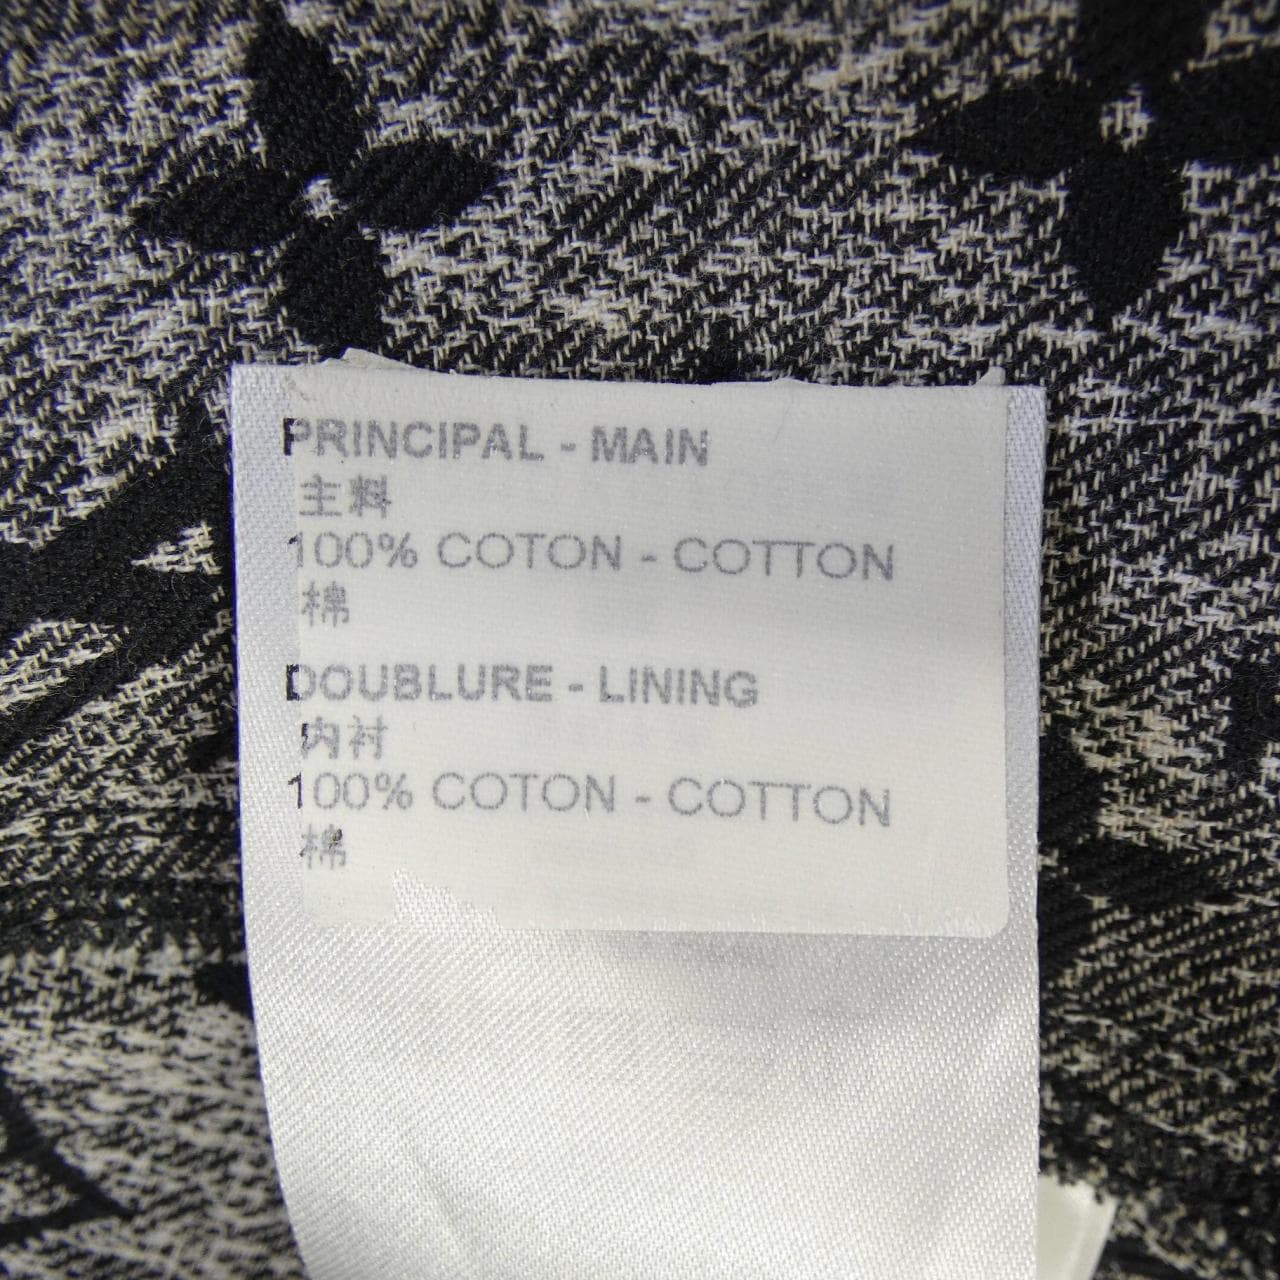 PRINCIPAL - MAIN
主料
100% COTON - COTTON
棉
DOUBLURE - LINING
内衬
100% COTON - COTTON
棉